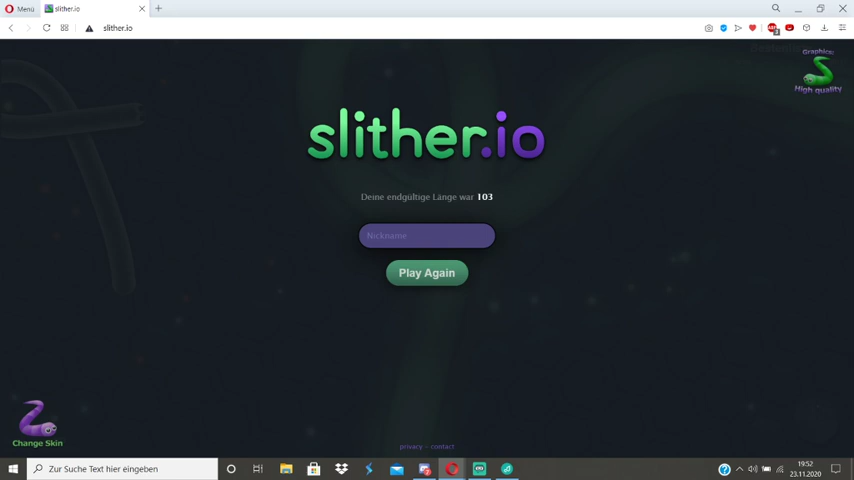 Menü
slither.io
slither.io
Graphics:
High quality
slither.io
Deine endgültige Länge war 103
Nickname
Play Again
Change Skin
privacy - contact
Zur Suche Text hier eingeben
19:52
23.11.2020